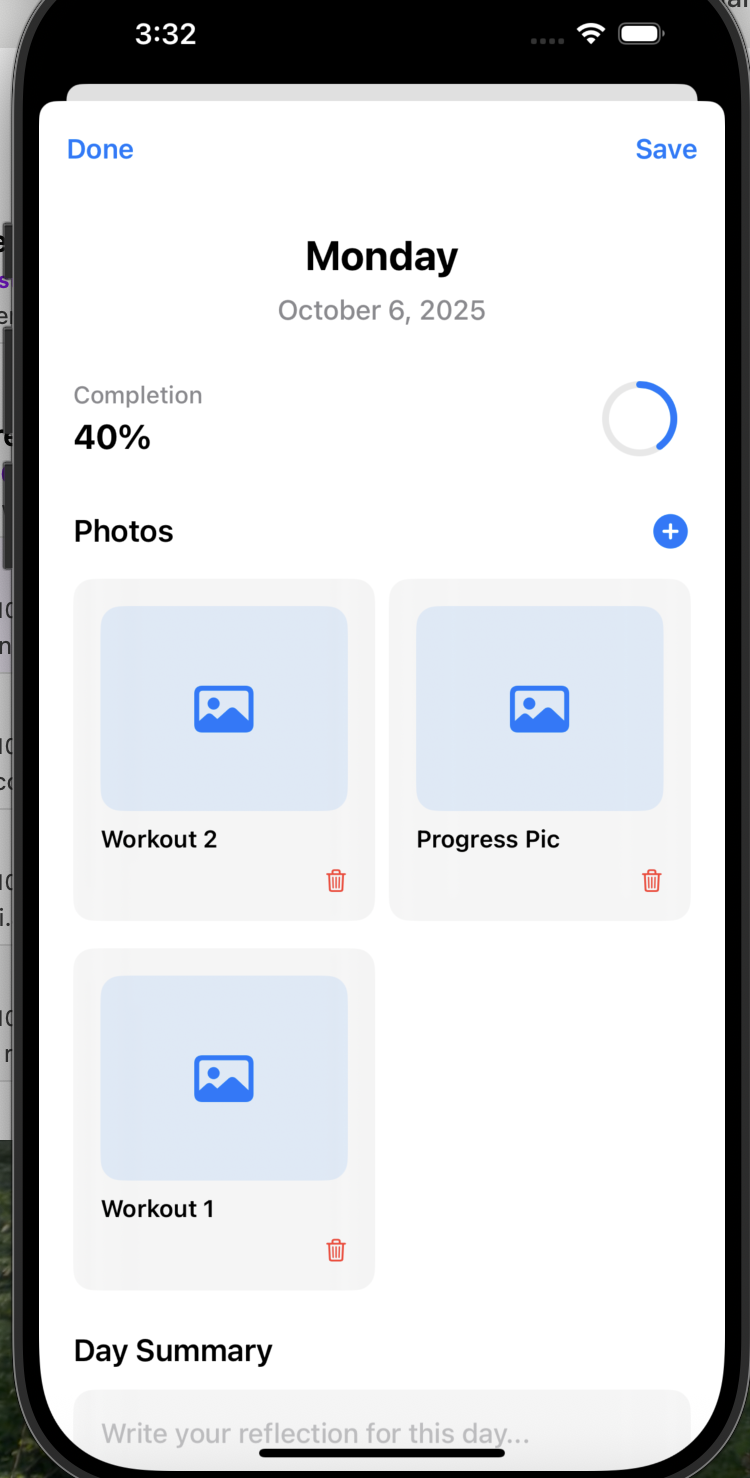 3:32
Done
Save
Monday
October 6, 2025
Completion
40%
Photos
Workout 2
Progress Pic
Workout 1
Day Summary
Write your reflection for this day...